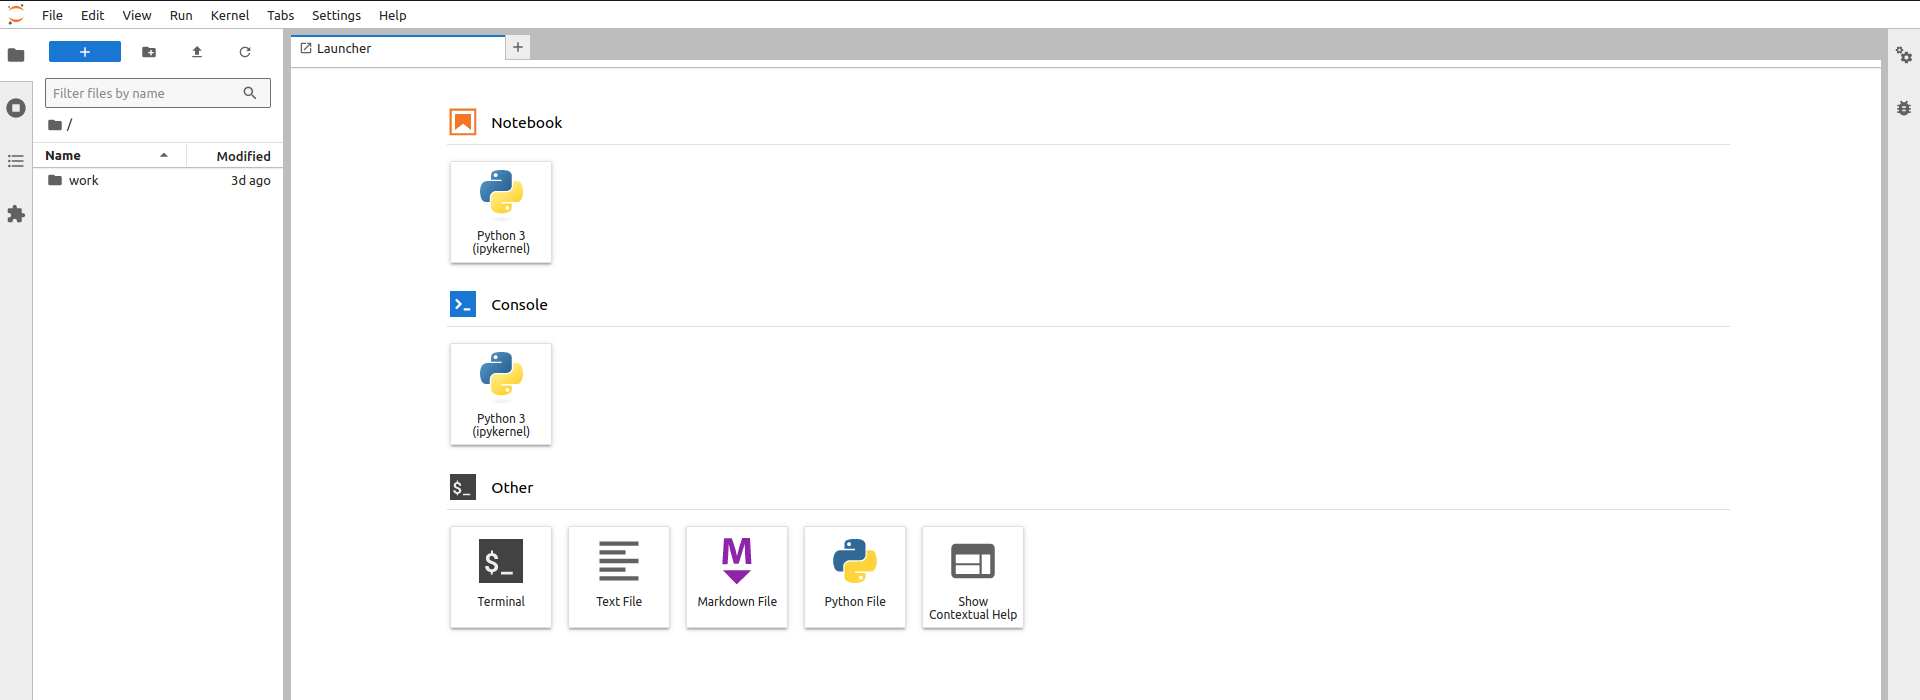 File Edit View Run Kernel Tabs Settings Help
Launcher
Filter files by name
/
Name Modified
work 3d ago
Notebook
Python 3
(ipykernel)
Console
Python 3
(ipykernel)
$_ Other
$_
M
Terminal Text File Markdown File Python File Show
Contextual Help